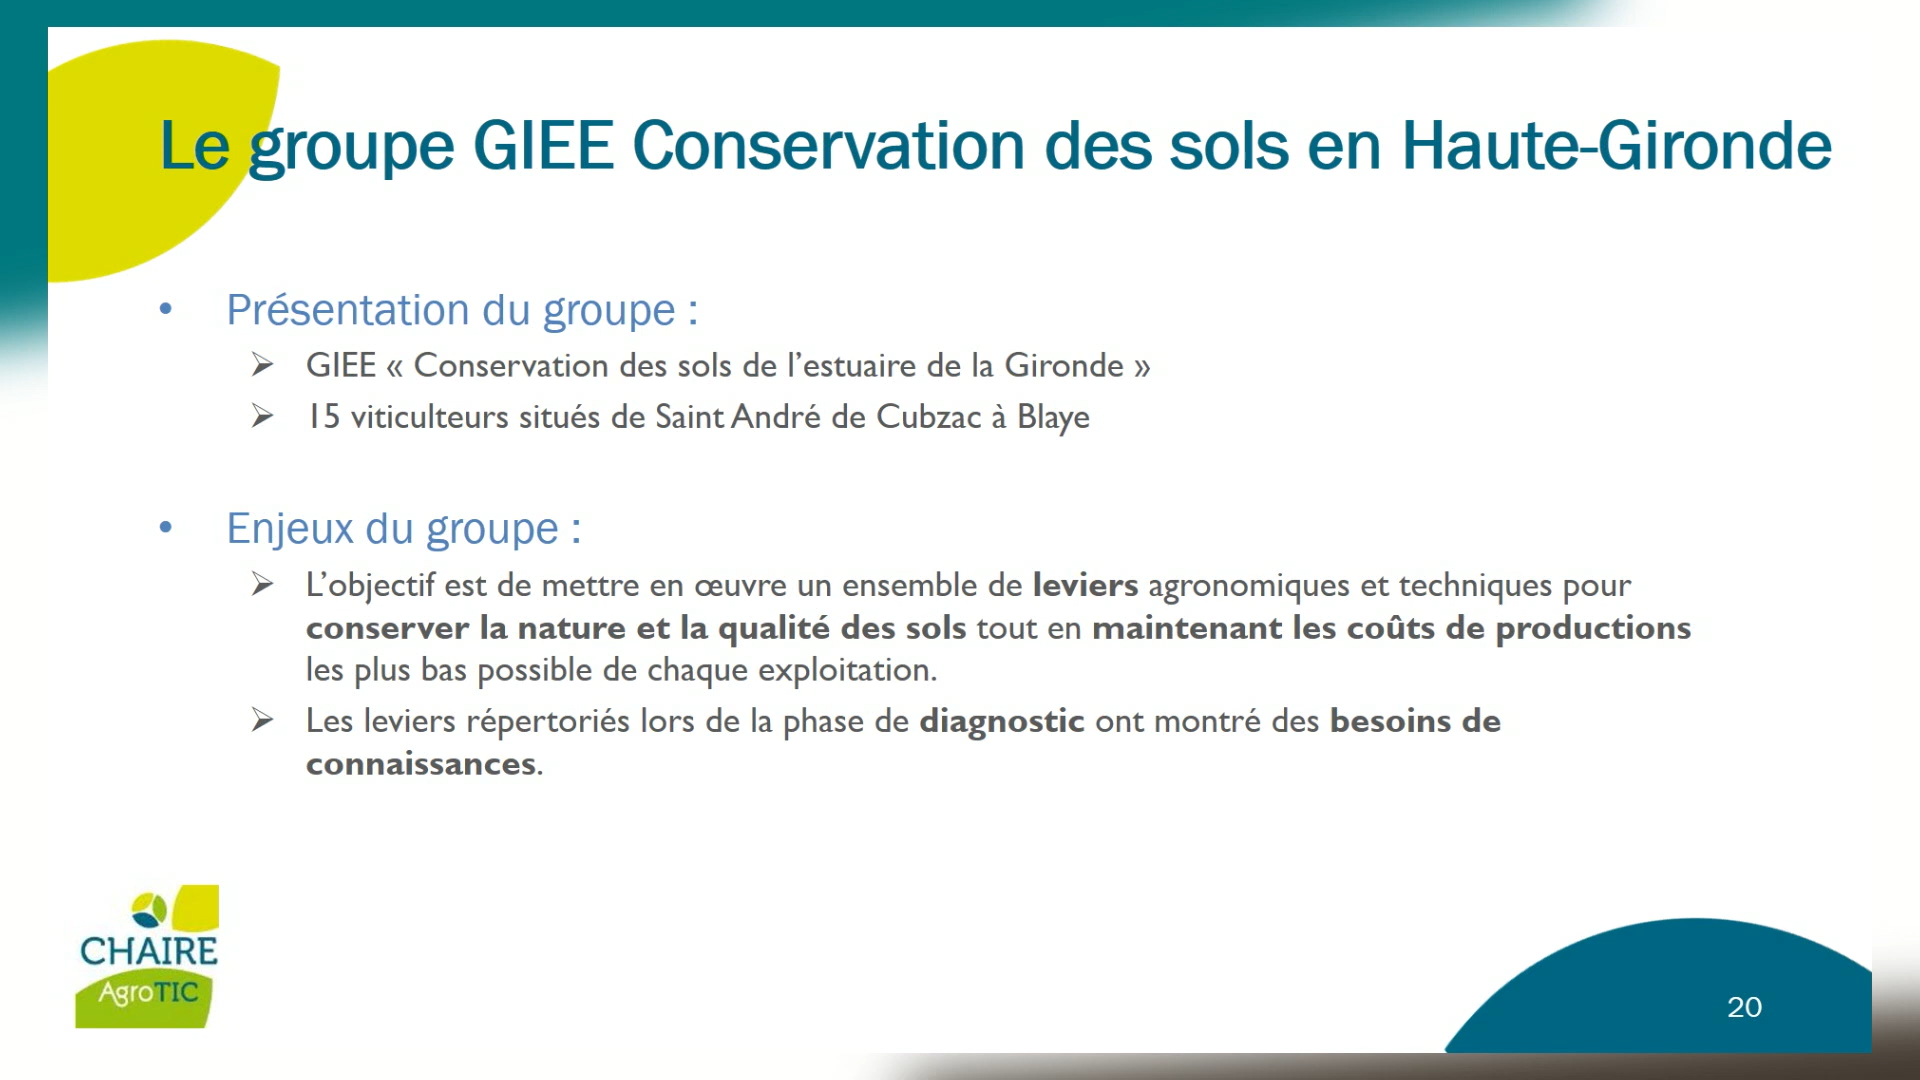 Le groupe GIEE Conservation des sols en Haute-Gironde
• Présentation du groupe :
➢ GIEE « Conservation des sols de l’estuaire de la Gironde »
➢ 15 viticulteurs situés de Saint André de Cubzac à Blaye
• Enjeux du groupe :
➢ L’objectif est de mettre en œuvre un ensemble de leviers agronomiques et techniques pour
conserver la nature et la qualité des sols tout en maintenant les coûts de productions
les plus bas possible de chaque exploitation.
➢ Les leviers répertoriés lors de la phase de diagnostic ont montré des besoins de
connaissances.
CHAIRE
AgroTIC
20